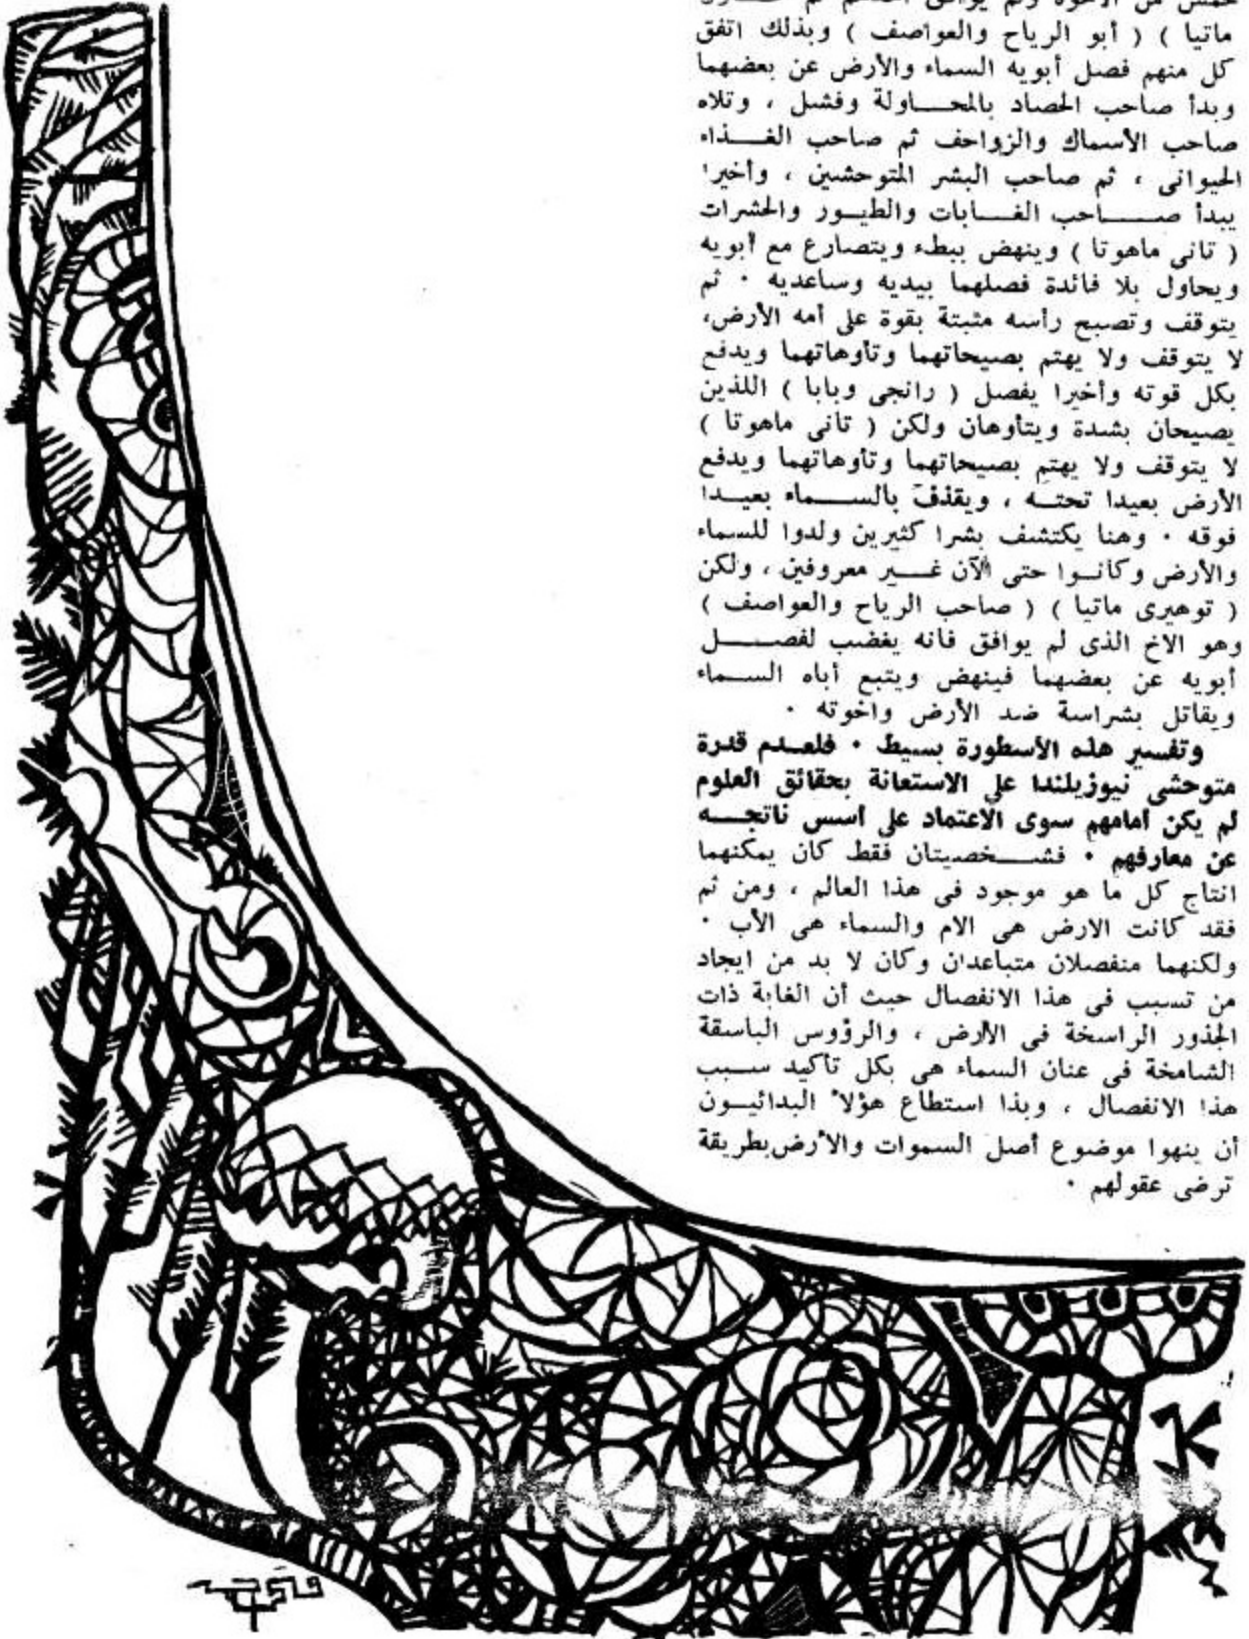 خمس من الاخوة ولم يوافق
ماتيا ) ( أبو الرياح والعواصف ) وبذلك اتفق
كل منهم فصل أبويه السماء والأرض عن بعضهما
وبدأ صاحب الحصاد بالمحاولة وفشل ، وتلاه
صاحب الأسماك والزواحف ثم صاحب الغذاء
الحيوانى ، ثم صاحب البشر المتوحشين ، وأخيرا
يبدأ صاحب الغابات والطيور والحشرات
( تانى ماهوتا ) وينهض ببطء ويتصارع مع أبويه
ويحاول بلا فائدة فصلهما بيديه وساعديه · ثم
يتوقف وتصبح رأسه مثبتة بقوة على أمه الأرض،
لا يتوقف ولا يهتم بصيحاتهما وتأوهاتهما ويدفع
بكل قوته وأخيرا يفصل ( رانجى وبابا ) اللذين
يصيحان بشدة ويتأوهان ولكن ( تانى ماهوتا )
لا يتوقف ولا يهتم بصيحاتهما وتأوهاتهما ويدفع
الأرض بعيدا تحته ، ويقذف بالسماء بعيدا
فوقه · وهنا يكتشف بشرا كثيرين ولدوا للسماء
والأرض وكانوا حتى الآن غير معروفين ، ولكن
( توهيرى ماتيا ) ( صاحب الرياح والعواصف )
وهو الاخ الذى لم يوافق فانه يغضب لفصل
أبويه عن بعضهما فينهض ويتبع أباه السماء
ويقاتل بشراسة ضد الأرض واخوته ·
وتفسير هذه الأسطورة بسيط · فلعدم قدرة
متوحشى نيوزيلندا على الاستعانة بحقائق العلوم
لم يكن أمامهم سوى الاعتماد على أسس ناتجه
عن معارفهم · فشخصيتان فقط كان يمكنهما
انتاج كل ما هو موجود فى هذا العالم ، ومن ثم
فقد كانت الارض هى الام والسماء هى الأب ·
ولكنهما منفصلان متباعدان وكان لا بد من ايجاد
من تسبب فى هذا الانفصال حيث أن الغابة ذات
الجذور الراسخة فى الأرض ، والرؤوس الباسقة
الشامخة فى عنان السماء هى بكل تأكيد سبب
هذا الانفصال ، وبذا استطاع هؤلاء البدائيون
أن ينهوا موضوع أصل السموات والأرض بطريقة
ترضى عقولهم ·